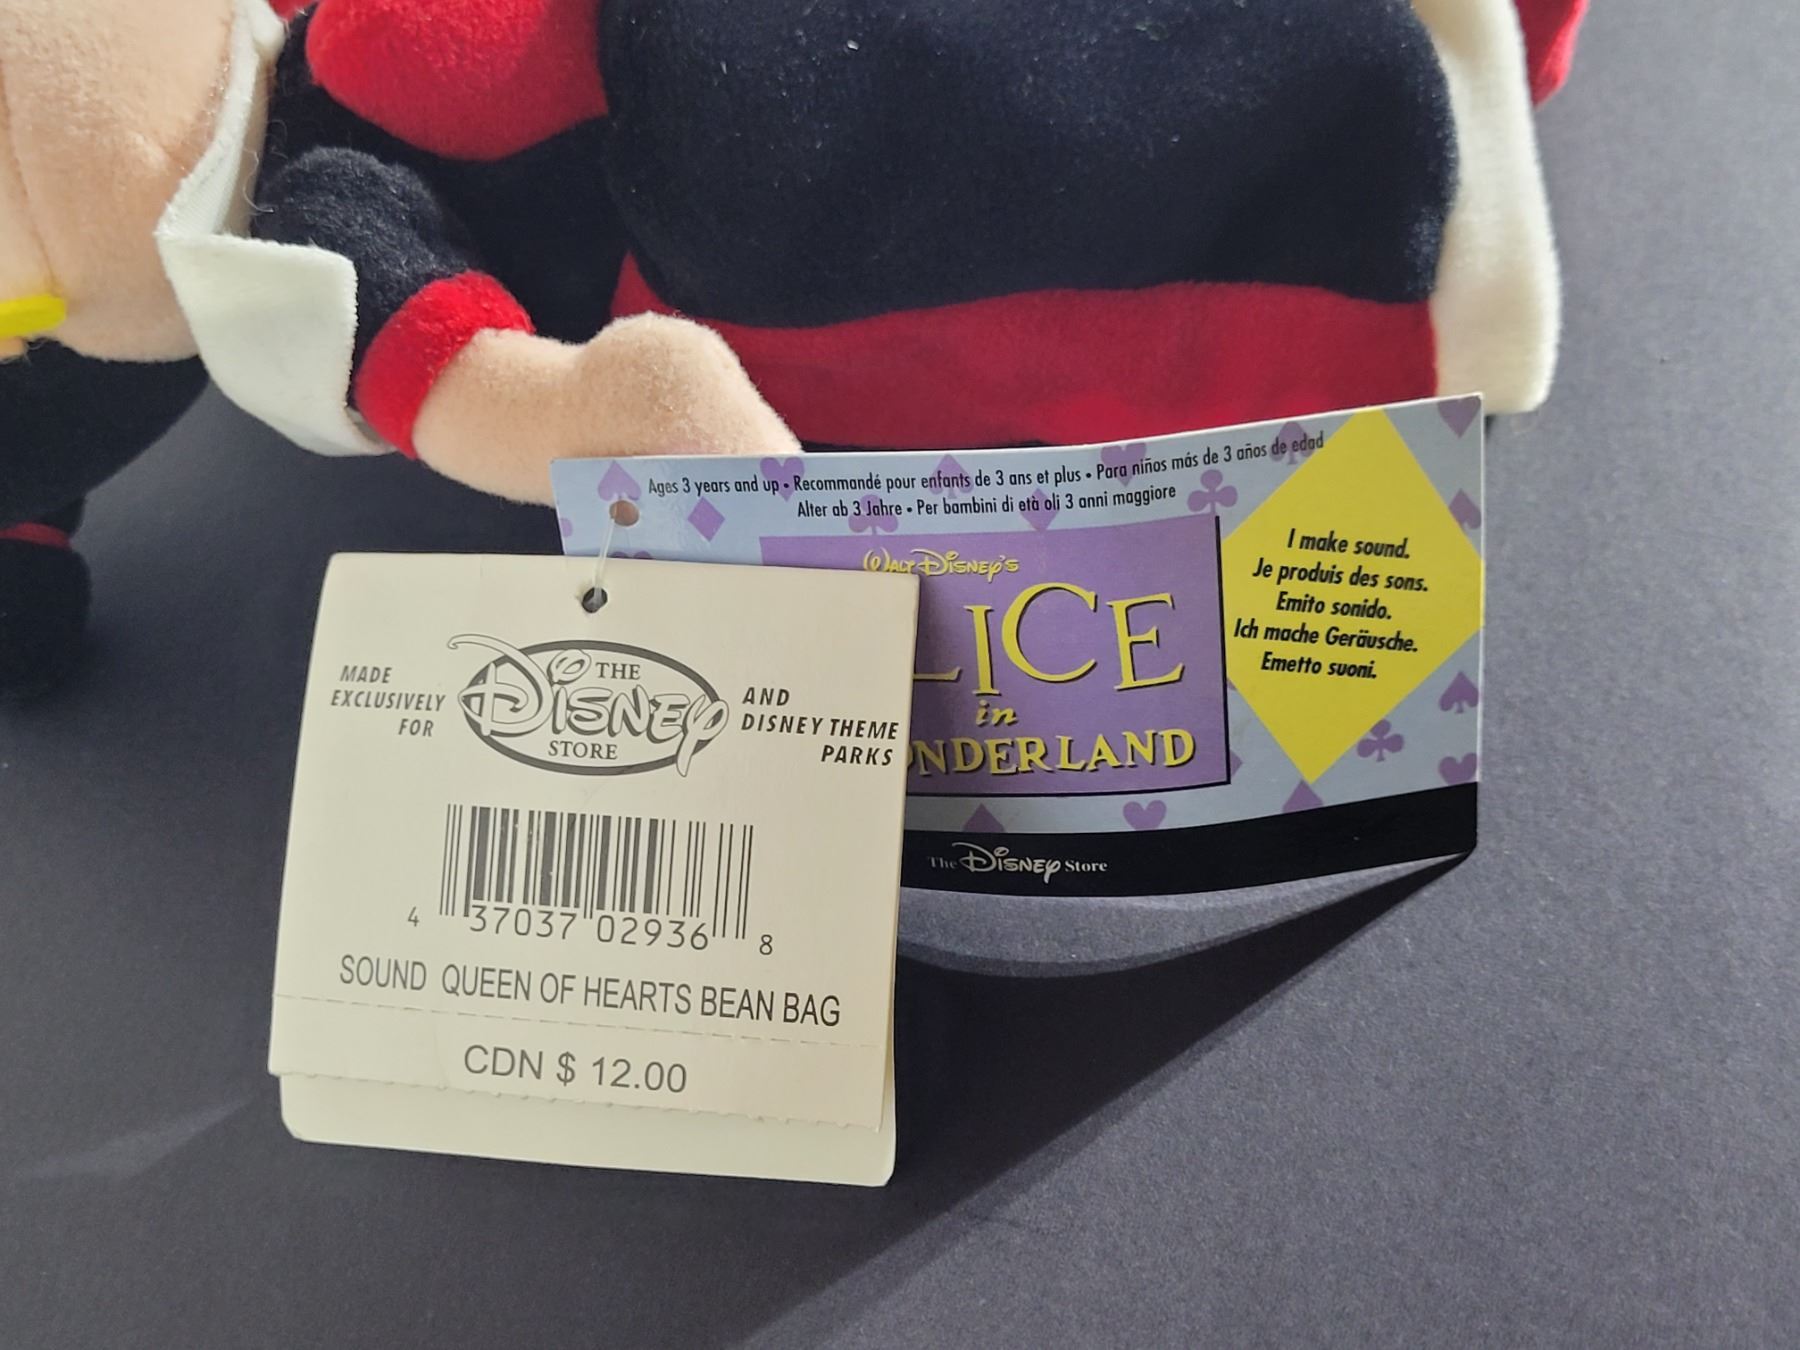 Ages 3 years and up • Recommandé pour enfants de 3 ans et plus • Para niños más de 3 años de edad
Alter ab 3 Jahre • Per bambini di età oli 3 anni maggiore
WALT DISNEY'S
LICE
in
ONDERLAND
I make sound.
Je produis des sons.
Emito sonido.
Ich mache Geräusche.
Emetto suoni.
The DISNEY Store
MADE
EXCLUSIVELY
FOR
THE
DISNEY
STORE
AND
DISNEY THEME
PARKS
4 37037 02936 8
SOUND QUEEN OF HEARTS BEAN BAG
CDN $ 12.00